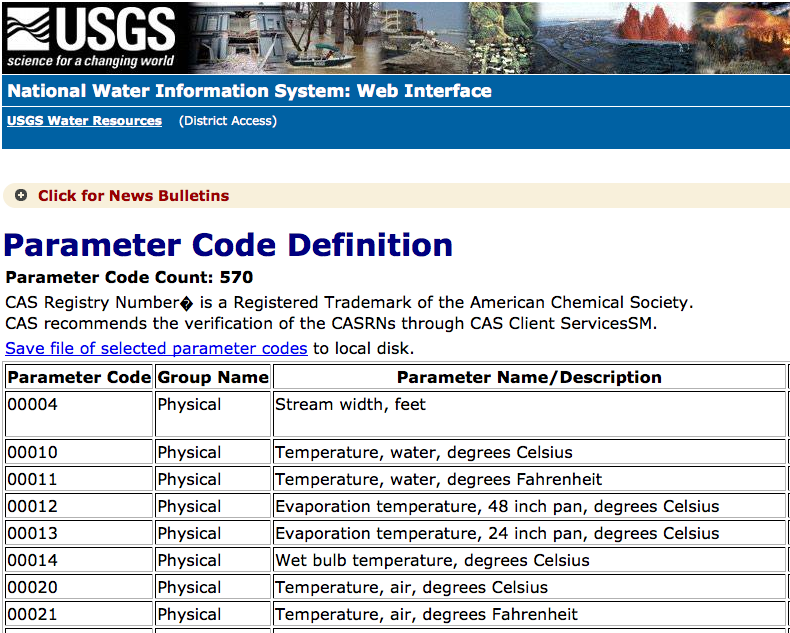 USGS
science for a changing world
National Water Information System: Web Interface
USGS Water Resources (District Access)
Click for News Bulletins
Parameter Code Definition
Parameter Code Count: 570
CAS Registry Number� is a Registered Trademark of the American Chemical Society.
CAS recommends the verification of the CASRNs through CAS Client ServicesSM.
Save file of selected parameter codes to local disk.
Parameter Code Group Name Parameter Name/Description
00004 Physical Stream width, feet
00010 Physical Temperature, water, degrees Celsius
00011 Physical Temperature, water, degrees Fahrenheit
00012 Physical Evaporation temperature, 48 inch pan, degrees Celsius
00013 Physical Evaporation temperature, 24 inch pan, degrees Celsius
00014 Physical Wet bulb temperature, degrees Celsius
00020 Physical Temperature, air, degrees Celsius
00021 Physical Temperature, air, degrees Fahrenheit